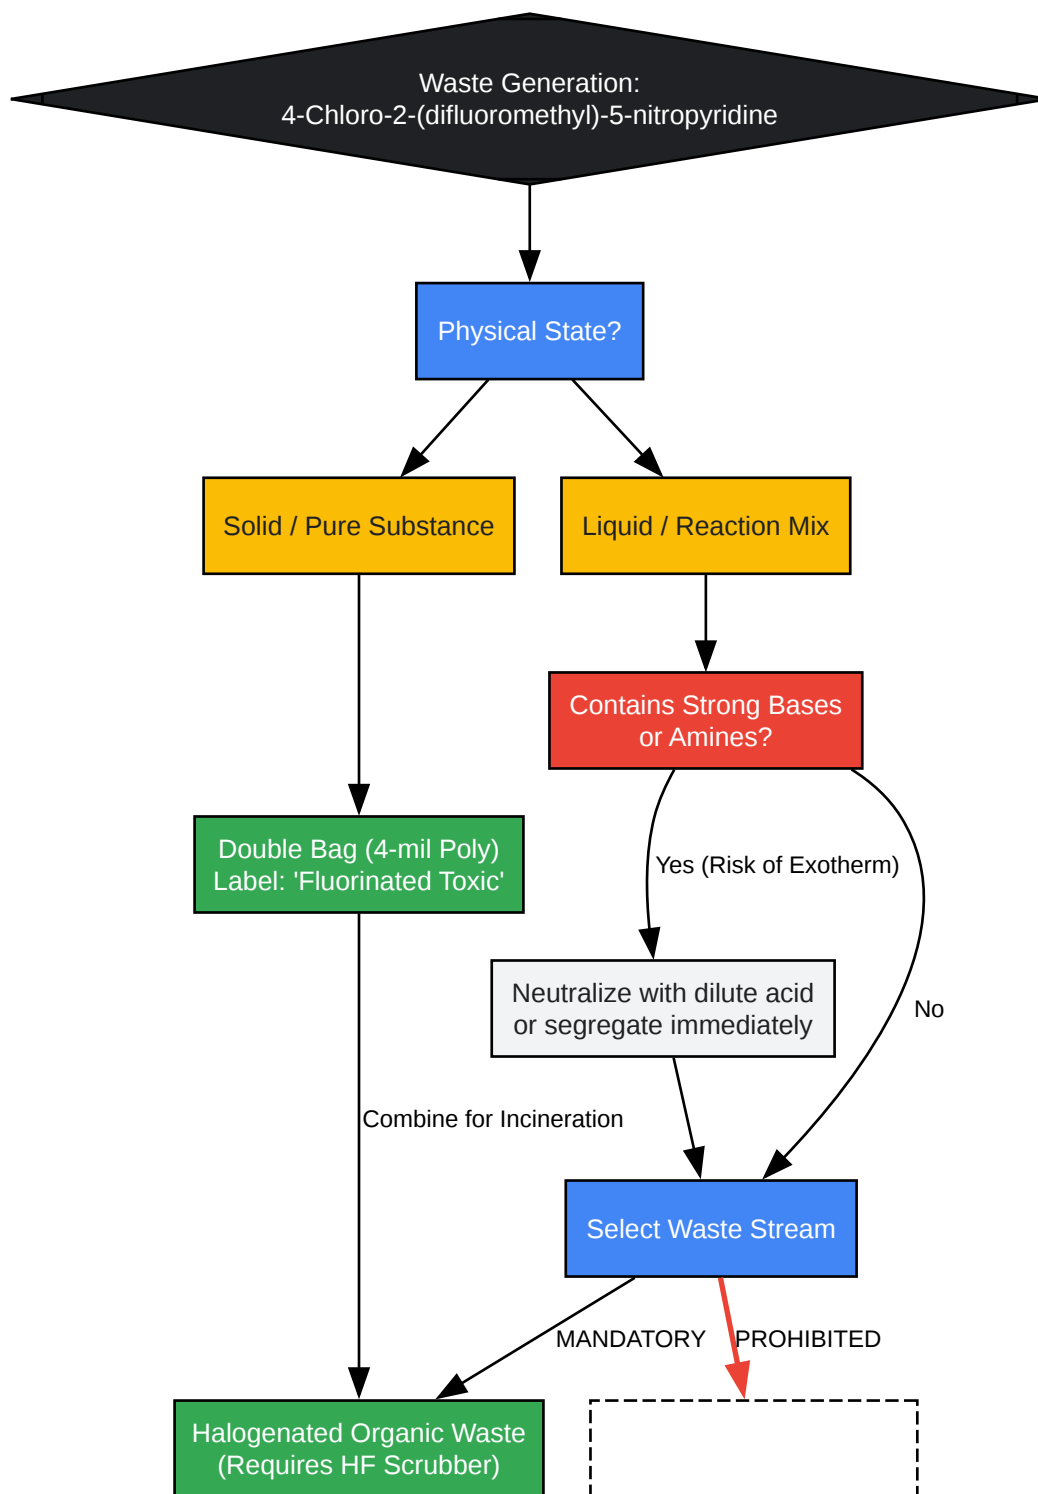 Waste Generation:
4-Chloro-2-(difluoromethyl)-5-nitropyridine
Physical State?
Solid / Pure Substance
Liquid / Reaction Mix
Contains Strong Bases
or Amines?
Double Bag (4-mil Poly)
Label: 'Fluorinated Toxic'
Yes (Risk of Exotherm)
Neutralize with dilute acid
or segregate immediately
No
Combine for Incineration
Select Waste Stream
MANDATORY
PROHIBITED
Halogenated Organic Waste
(Requires HF Scrubber)